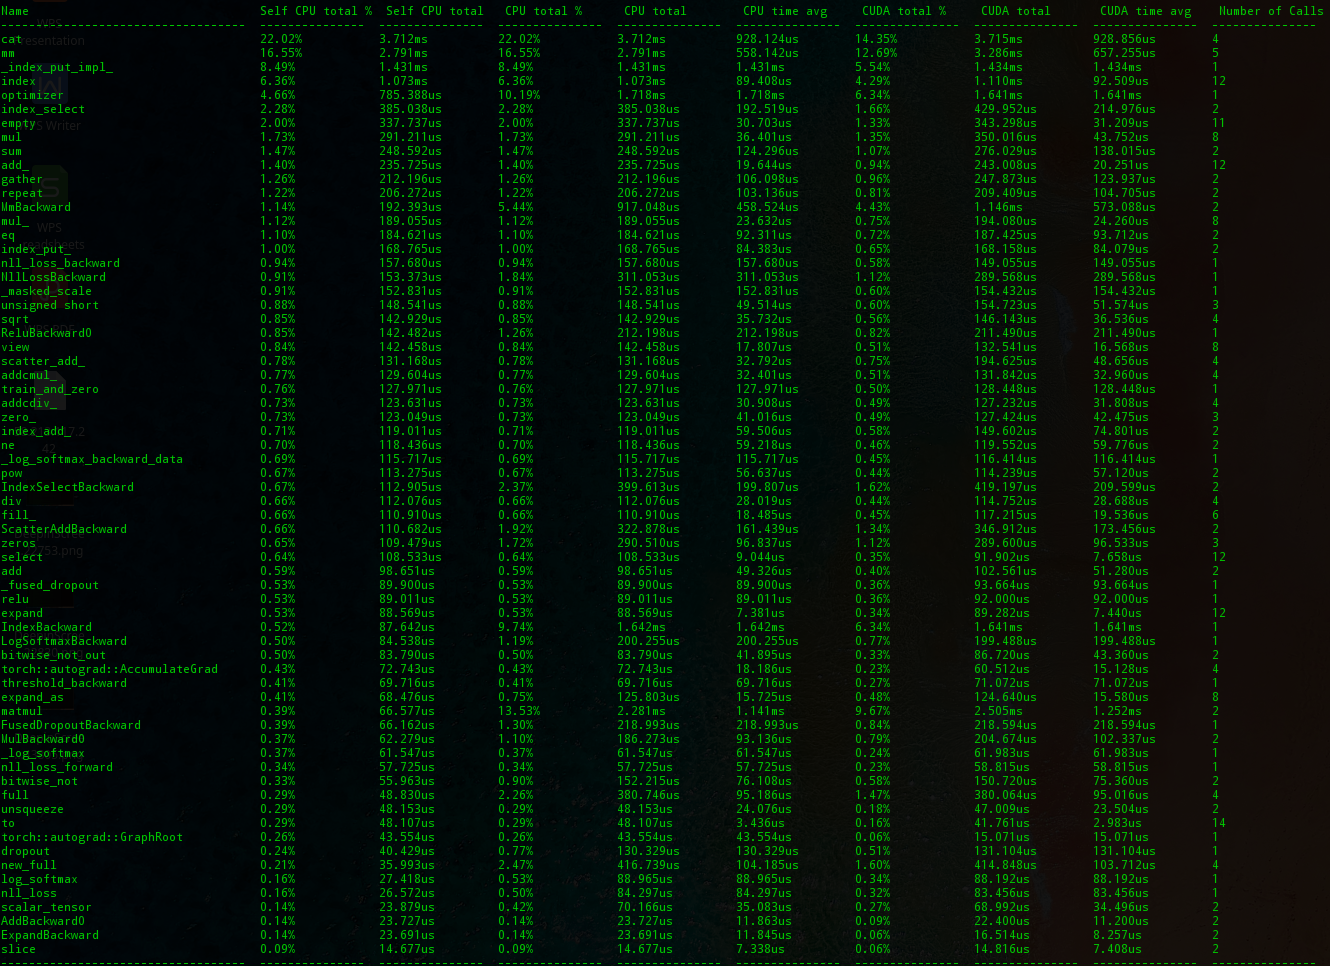 Name Self CPU total % Self CPU total CPU total % CPU total CPU time avg CUDA total % CUDA total CUDA time avg Number of Calls
cat 22.02% 3.712ms 22.02% 3.712ms 928.124us 14.35% 3.715ms 928.856us 4
mm 16.55% 2.791ms 16.55% 2.791ms 558.142us 12.69% 3.286ms 657.255us 5
_index_put_impl_ 8.49% 1.431ms 8.49% 1.431ms 1.431ms 5.54% 1.434ms 1.434ms 1
index 6.36% 1.073ms 6.36% 1.073ms 89.408us 4.29% 1.110ms 92.509us 12
optimizer 4.66% 785.388us 10.19% 1.718ms 1.718ms 6.34% 1.641ms 1.641ms 1
index_select 2.28% 385.038us 2.28% 385.038us 192.519us 1.66% 429.952us 214.976us 2
empty 2.00% 337.737us 2.00% 337.737us 30.703us 1.33% 343.298us 31.209us 11
mul 1.73% 291.211us 1.73% 291.211us 36.401us 1.35% 350.016us 43.752us 8
sum 1.47% 248.592us 1.47% 248.592us 124.296us 1.07% 276.029us 138.015us 2
add_ 1.40% 235.725us 1.40% 235.725us 19.644us 0.94% 243.008us 20.251us 12
gather 1.26% 212.196us 1.26% 212.196us 106.098us 0.96% 247.873us 123.937us 2
repeat 1.22% 206.272us 1.22% 206.272us 103.136us 0.81% 209.409us 104.705us 2
MmBackward 1.14% 192.393us 5.44% 917.048us 458.524us 4.43% 1.146ms 573.088us 2
mul_ 1.12% 189.055us 1.12% 189.055us 23.632us 0.75% 194.080us 24.260us 8
eq 1.10% 184.621us 1.10% 184.621us 92.311us 0.72% 187.425us 93.712us 2
index_put_ 1.00% 168.765us 1.00% 168.765us 84.383us 0.65% 168.158us 84.079us 2
nll_loss_backward 0.94% 157.680us 0.94% 157.680us 157.680us 0.58% 149.055us 149.055us 1
NllLossBackward 0.91% 153.373us 1.84% 311.053us 311.053us 1.12% 289.568us 289.568us 1
_masked_scale 0.91% 152.831us 0.91% 152.831us 152.831us 0.60% 154.432us 154.432us 1
unsigned short 0.88% 148.541us 0.88% 148.541us 49.514us 0.60% 154.723us 51.574us 3
sqrt 0.85% 142.929us 0.85% 142.929us 35.732us 0.56% 146.143us 36.536us 4
ReluBackward0 0.85% 142.482us 1.26% 212.198us 212.198us 0.82% 211.490us 211.490us 1
view 0.84% 142.458us 0.84% 142.458us 17.807us 0.51% 132.541us 16.568us 8
scatter_add_ 0.78% 131.168us 0.78% 131.168us 32.792us 0.75% 194.625us 48.656us 4
addcmul_ 0.77% 129.604us 0.77% 129.604us 32.401us 0.51% 131.842us 32.960us 4
train_and_zero 0.76% 127.971us 0.76% 127.971us 127.971us 0.50% 128.448us 128.448us 1
addcdiv_ 0.73% 123.631us 0.73% 123.631us 30.908us 0.49% 127.232us 31.808us 4
zero_ 0.73% 123.049us 0.73% 123.049us 41.016us 0.49% 127.424us 42.475us 3
index_add_ 0.71% 119.011us 0.71% 119.011us 59.506us 0.58% 149.602us 74.801us 2
ne 0.70% 118.436us 0.70% 118.436us 59.218us 0.46% 119.552us 59.776us 2
_log_softmax_backward_data 0.69% 115.717us 0.69% 115.717us 115.717us 0.45% 116.414us 116.414us 1
pow 0.67% 113.275us 0.67% 113.275us 56.637us 0.44% 114.239us 57.120us 2
IndexSelectBackward 0.67% 112.905us 2.37% 399.613us 199.807us 1.62% 419.197us 209.599us 2
div 0.66% 112.076us 0.66% 112.076us 28.019us 0.44% 114.752us 28.688us 4
fill_ 0.66% 110.910us 0.66% 110.910us 18.485us 0.45% 117.215us 19.536us 6
ScatterAddBackward 0.66% 110.682us 1.92% 322.878us 161.439us 1.34% 346.912us 173.456us 2
zeros 0.65% 109.479us 1.72% 290.510us 96.837us 1.12% 289.600us 96.533us 3
select 0.64% 108.533us 0.64% 108.533us 9.044us 0.35% 91.902us 7.658us 12
add 0.59% 98.651us 0.59% 98.651us 49.326us 0.40% 102.561us 51.280us 2
_fused_dropout 0.53% 89.900us 0.53% 89.900us 89.900us 0.36% 93.664us 93.664us 1
relu 0.53% 89.011us 0.53% 89.011us 89.011us 0.36% 92.000us 92.000us 1
expand 0.53% 88.569us 0.53% 88.569us 7.381us 0.34% 89.282us 7.440us 12
IndexBackward 0.52% 87.642us 9.74% 1.642ms 1.642ms 6.34% 1.641ms 1.641ms 1
LogSoftmaxBackward 0.50% 84.538us 1.19% 200.255us 200.255us 0.77% 199.488us 199.488us 1
bitwise_not_out 0.50% 83.790us 0.50% 83.790us 41.895us 0.33% 86.720us 43.360us 2
torch::autograd::AccumulateGrad 0.43% 72.743us 0.43% 72.743us 18.186us 0.23% 60.512us 15.128us 4
threshold_backward 0.41% 69.716us 0.41% 69.716us 69.716us 0.27% 71.072us 71.072us 1
expand_as 0.41% 68.476us 0.75% 125.803us 15.725us 0.48% 124.640us 15.580us 8
matmul 0.39% 66.577us 13.53% 2.281ms 1.141ms 9.67% 2.505ms 1.252ms 2
FusedDropoutBackward 0.39% 66.162us 1.30% 218.993us 218.993us 0.84% 218.594us 218.594us 1
MulBackward0 0.37% 62.279us 1.10% 186.273us 93.136us 0.79% 204.674us 102.337us 2
_log_softmax 0.37% 61.547us 0.37% 61.547us 61.547us 0.24% 61.983us 61.983us 1
nll_loss_forward 0.34% 57.725us 0.34% 57.725us 57.725us 0.23% 58.815us 58.815us 1
bitwise_not 0.33% 55.963us 0.90% 152.215us 76.108us 0.58% 150.720us 75.360us 2
full 0.29% 48.830us 2.26% 380.746us 95.186us 1.47% 380.064us 95.016us 4
unsqueeze 0.29% 48.153us 0.29% 48.153us 24.076us 0.18% 47.009us 23.504us 2
to 0.29% 48.107us 0.29% 48.107us 3.436us 0.16% 41.761us 2.983us 14
torch::autograd::GraphRoot 0.26% 43.554us 0.26% 43.554us 43.554us 0.06% 15.071us 15.071us 1
dropout 0.24% 40.429us 0.77% 130.329us 130.329us 0.51% 131.104us 131.104us 1
new_full 0.21% 35.993us 2.47% 416.739us 104.185us 1.60% 414.848us 103.712us 4
log_softmax 0.16% 27.418us 0.53% 88.965us 88.965us 0.34% 88.192us 88.192us 1
nll_loss 0.16% 26.572us 0.50% 84.297us 84.297us 0.32% 83.456us 83.456us 1
scalar_tensor 0.14% 23.879us 0.42% 70.166us 35.083us 0.27% 68.992us 34.496us 2
AddBackward0 0.14% 23.727us 0.14% 23.727us 11.863us 0.09% 22.400us 11.200us 2
ExpandBackward 0.14% 23.691us 0.14% 23.691us 11.845us 0.06% 16.514us 8.257us 2
slice 0.09% 14.677us 0.09% 14.677us 7.338us 0.06% 14.816us 7.408us 2